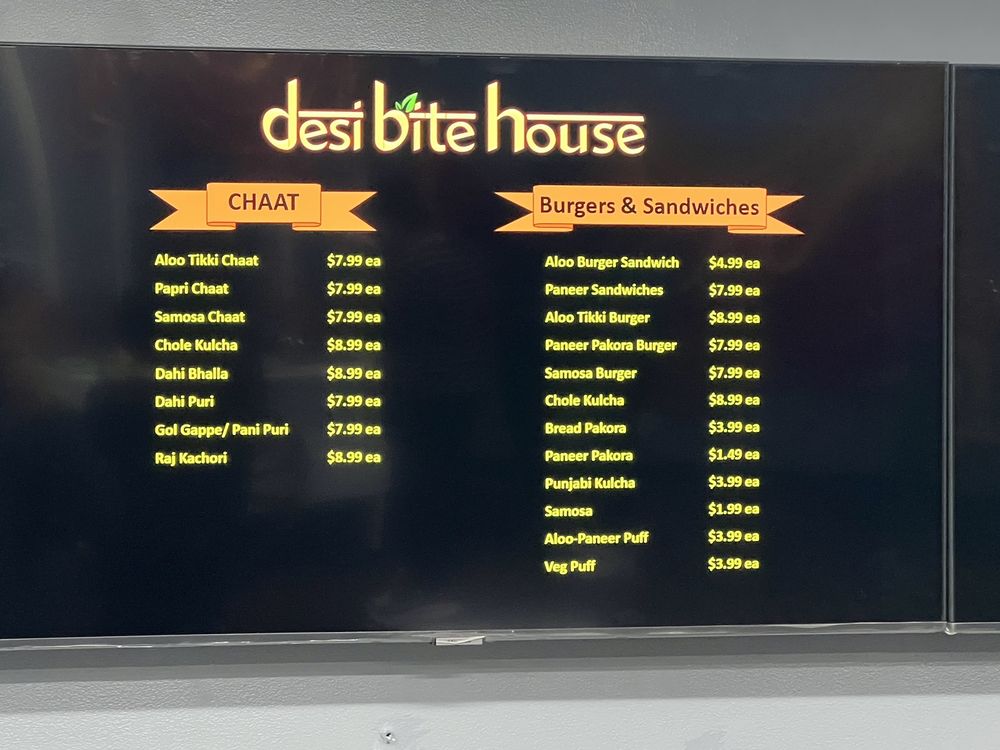 desi bite house
CHAAT
Aloo Tikki Chaat $7.99 ea
Papri Chaat $7.99 ea
Samosa Chaat $7.99 ea
Chole Kulcha $8.99 ea
Dahi Bhalla $8.99 ea
Dahi Puri $7.99 ea
Gol Gappe/ Pani Puri $7.99 ea
Raj Kachori $8.99 ea
Burgers & Sandwiches
Aloo Burger Sandwich $4.99 ea
Paneer Sandwiches $7.99 ea
Aloo Tikki Burger $8.99 ea
Paneer Pakora Burger $7.99 ea
Samosa Burger $7.99 ea
Chole Kulcha $8.99 ea
Bread Pakora $3.99 ea
Paneer Pakora $1.49 ea
Punjabi Kulcha $3.99 ea
Samosa $1.99 ea
Aloo-Paneer Puff $3.99 ea
Veg Puff $3.99 ea